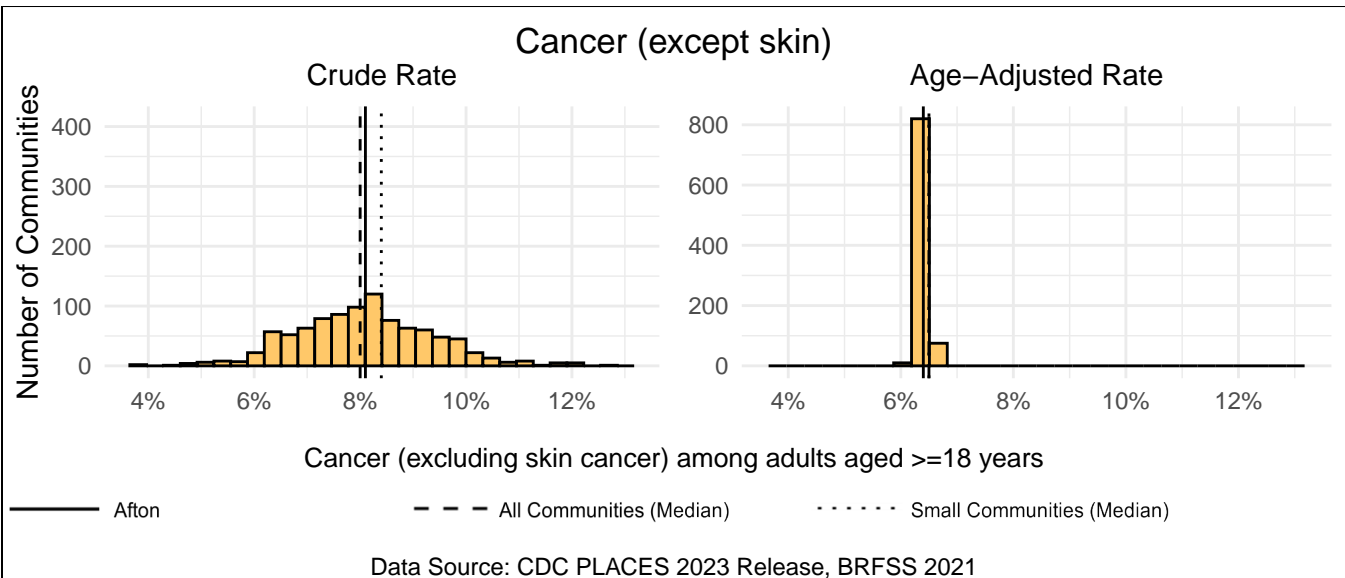 Cancer (except skin)
Crude Rate
Age−Adjusted Rate
Number of Communities
400
300
200
100
0
4%
6%
8%
10%
12%
800
600
400
200
0
4%
6%
8%
10%
12%
Cancer (excluding skin cancer) among adults aged >=18 years
Afton
All Communities (Median)
Small Communities (Median)
Data Source: CDC PLACES 2023 Release, BRFSS 2021